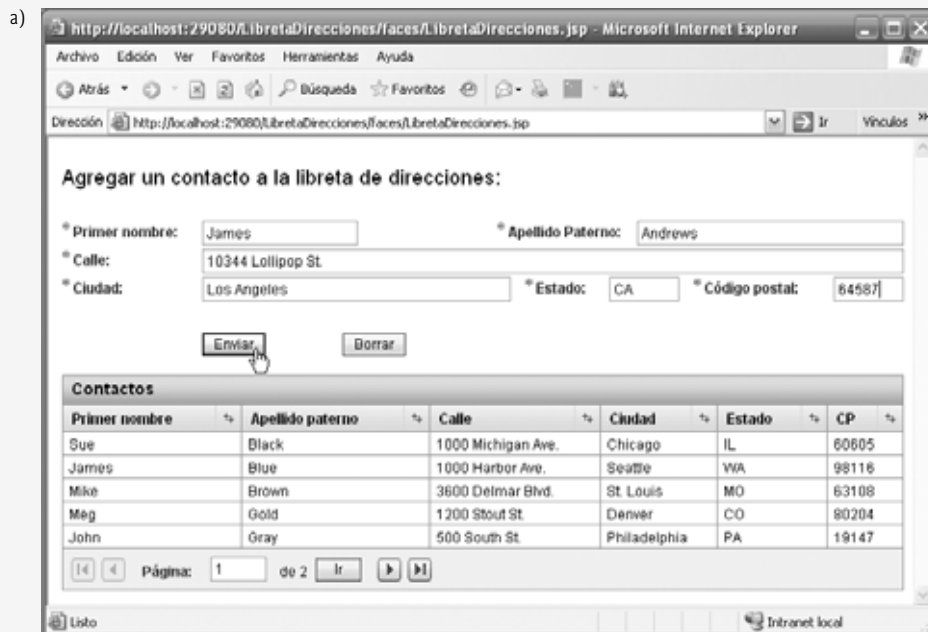 a)
http://localhost:29080/LibretaDirecciones/faces/LibretaDirecciones.jsp - Microsoft Internet Explorer
Archivo Edición Ver Favoritos Herramientas Ayuda
Atrás Búsqueda Favoritos
Dirección http://localhost:29080/LibretaDirecciones/faces/LibretaDirecciones.jsp Ir Vínculos »
Agregar un contacto a la libreta de direcciones:
* Primer nombre: James * Apellido Paterno: Andrews
* Calle: 10344 Lollipop St.
* Ciudad: Los Angeles * Estado: CA * Código postal: 64587
Enviar Borrar
Contactos
Primer nombre Apellido paterno Calle Ciudad Estado CP
Sue Black 1000 Michigan Ave. Chicago IL 60605
James Blue 1000 Harbor Ave. Seattle WA 98116
Mike Brown 3600 Delmar Blvd. St. Louis MO 63108
Meg Gold 1200 Stout St. Denver CO 80204
John Gray 500 South St. Philadelphia PA 19147
Página: 1 de 2 Ir
Listo Intranet local